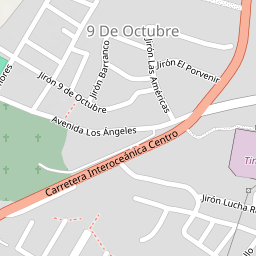 9 De Octubre
Jirón Barranco
Jirón Las Américas
Jirón El Porvenir
Jirón 9 de Octubre
Avenida Los Ángeles
Carretera Interoceánica Centro
Jirón Lucha R